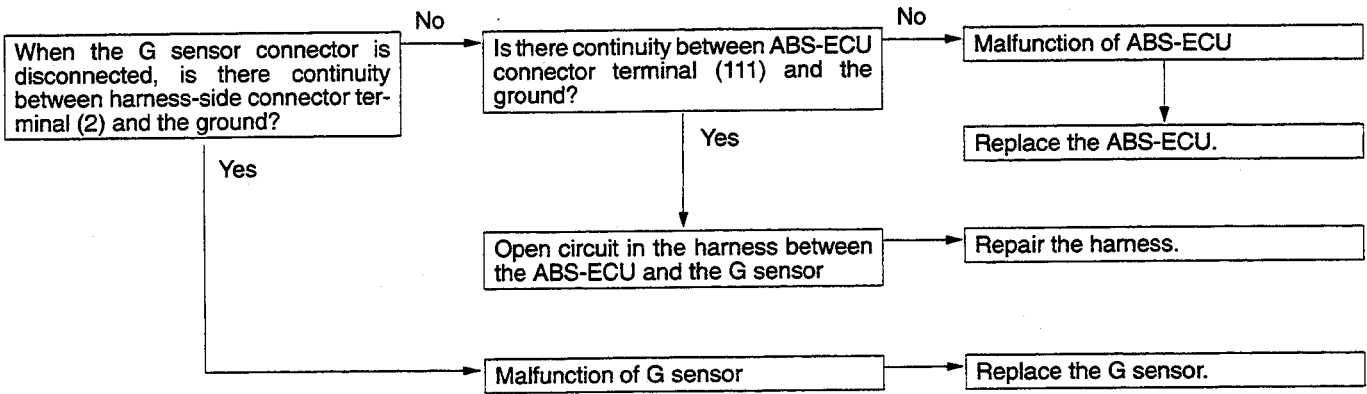 When the G sensor connector is
disconnected, is there continuity
between harness-side connector ter-
minal (2) and the ground?
No
Is there continuity between ABS-ECU
connector terminal (111) and the
ground?
No
Malfunction of ABS-ECU
Replace the ABS-ECU.
Yes
Yes
Open circuit in the harness between
the ABS-ECU and the G sensor
Repair the harness.
Malfunction of G sensor
Replace the G sensor.